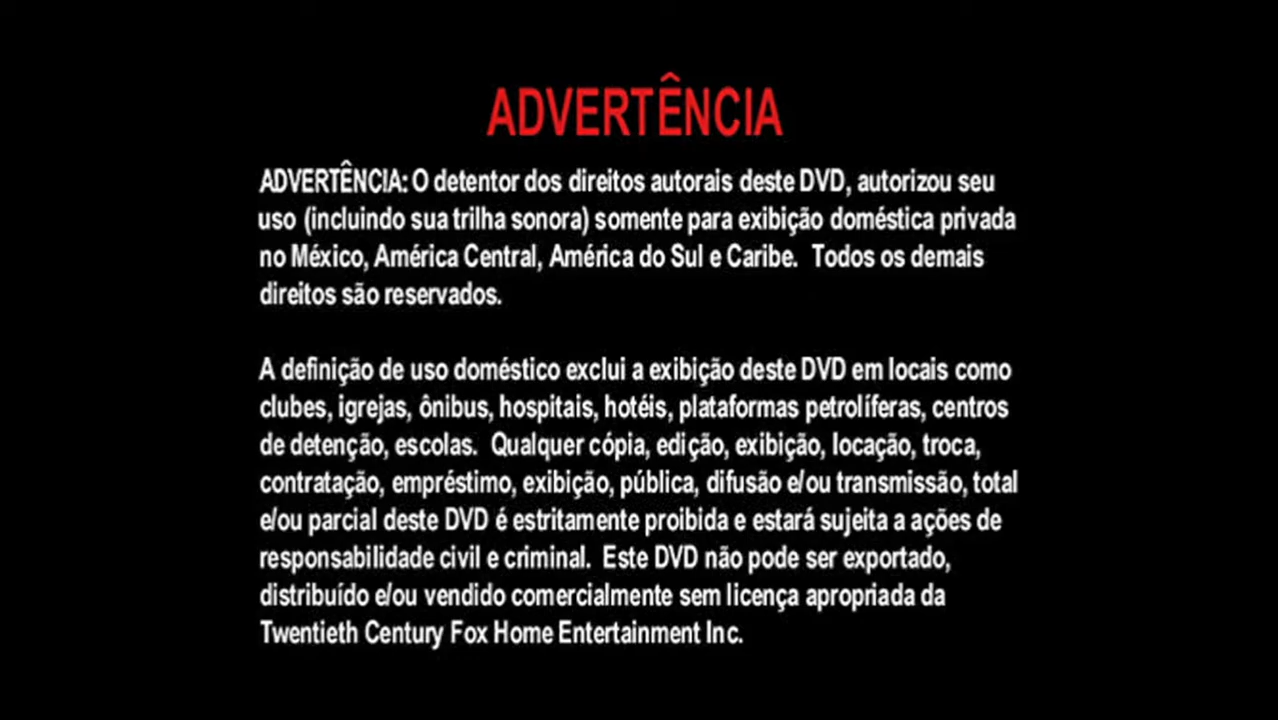 ADVERTÊNCIA
ADVERTÊNCIA: O detentor dos direitos autorais deste DVD, autorizou seu
uso (incluindo sua trilha sonora) somente para exibição doméstica privada
no México, América Central, América do Sul e Caribe.  Todos os demais
direitos são reservados.
A definição de uso doméstico exclui a exibição deste DVD em locais como
clubes, igrejas, ônibus, hospitais, hotéis, plataformas petrolíferas, centros
de detenção, escolas.  Qualquer cópia, edição, exibição, locação, troca,
contratação, empréstimo, exibição, pública, difusão e/ou transmissão, total
e/ou parcial deste DVD é estritamente proibida e estará sujeita a ações de
responsabilidade civil e criminal.  Este DVD não pode ser exportado,
distribuído e/ou vendido comercialmente sem licença apropriada da
Twentieth Century Fox Home Entertainment Inc.